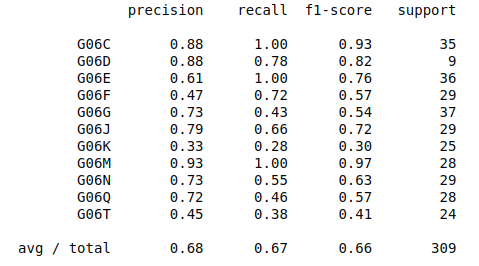 precision recall f1-score support
G06C 0.88 1.00 0.93 35
G06D 0.88 0.78 0.82 9
G06E 0.61 1.00 0.76 36
G06F 0.47 0.72 0.57 29
G06G 0.73 0.43 0.54 37
G06J 0.79 0.66 0.72 29
G06K 0.33 0.28 0.30 25
G06M 0.93 1.00 0.97 28
G06N 0.73 0.55 0.63 29
G06Q 0.72 0.46 0.57 28
G06T 0.45 0.38 0.41 24
avg / total 0.68 0.67 0.66 309